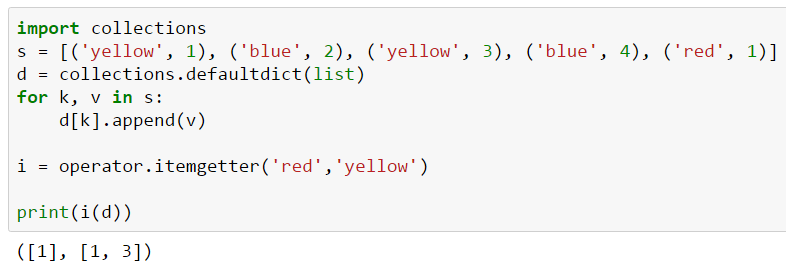 import collections
s = [('yellow', 1), ('blue', 2), ('yellow', 3), ('blue', 4), ('red', 1)]
d = collections.defaultdict(list)
for k, v in s:
    d[k].append(v)

i = operator.itemgetter('red','yellow')

print(i(d))
([1], [1, 3])